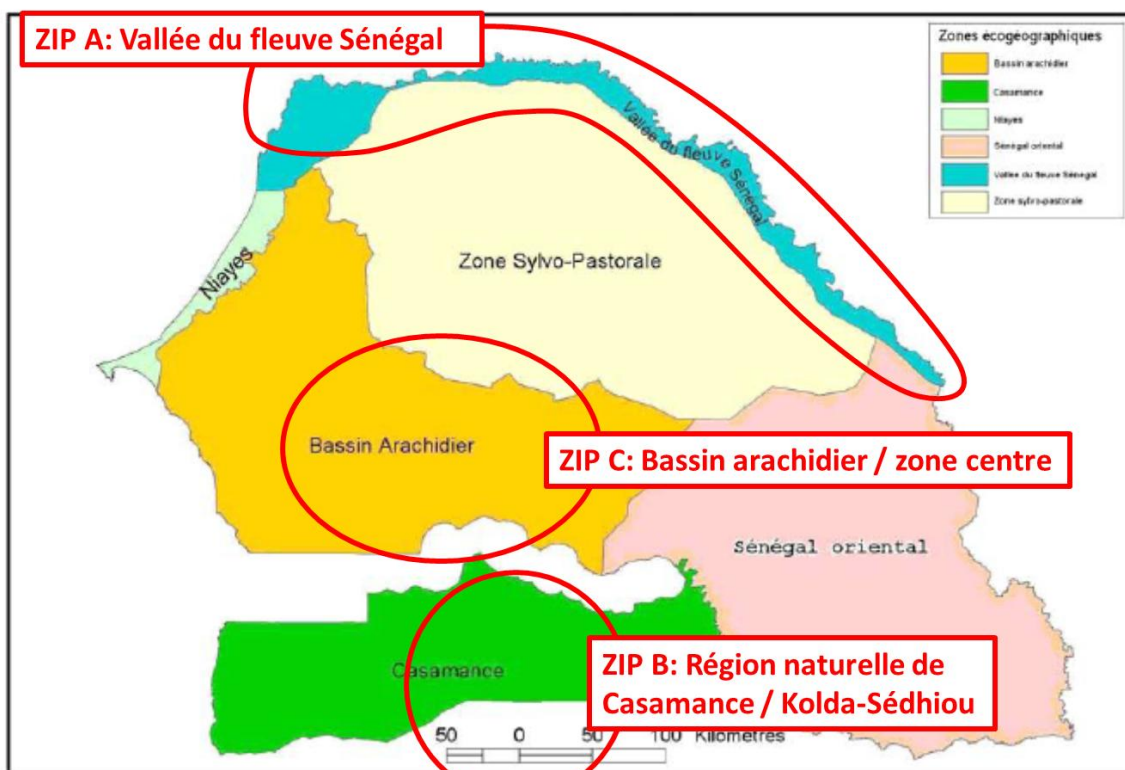 ZIP A: Vallée du fleuve Sénégal
Zones écogéographiques
Bassin arachidier
Casamance
Niayes
Sénégal oriental
Vallée du fleuve Sénégal
Zone sylvo-pastorale
Vallée du fleuve Sénégal
Zone Sylvo-Pastorale
Niayes
Bassin Arachidier
ZIP C: Bassin arachidier / zone centre
Sénégal oriental
ZIP B: Région naturelle de
Casamance / Kolda-Sédhiou
Casamance
50 0 50 100 Kilomètres